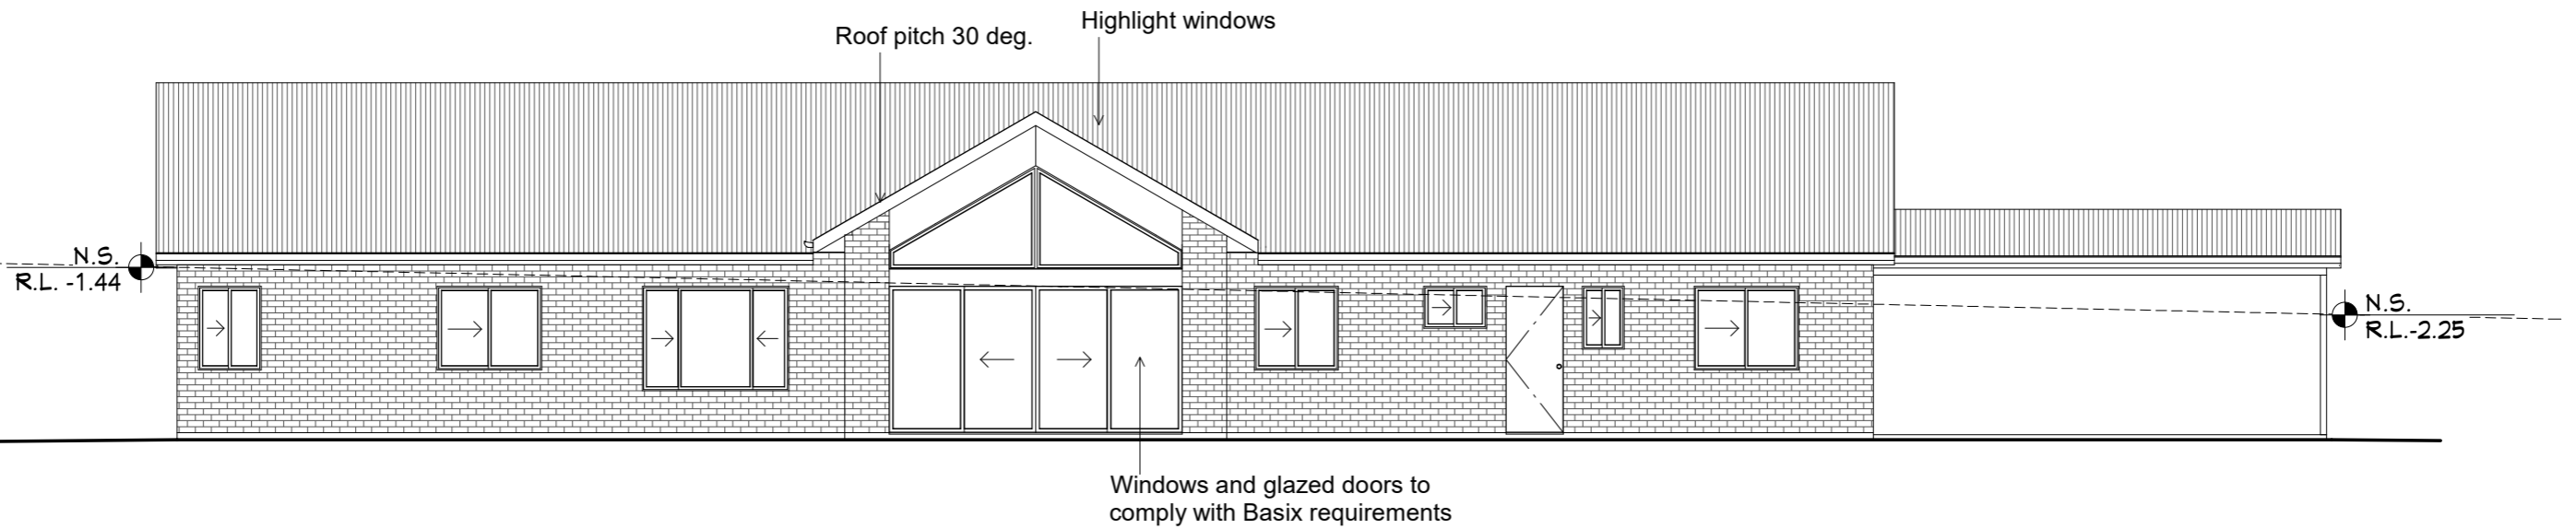 Highlight windows
Roof pitch 30 deg.
N.S.
R.L. -1.44
N.S.
R.L.-2.25
Windows and glazed doors to
comply with Basix requirements